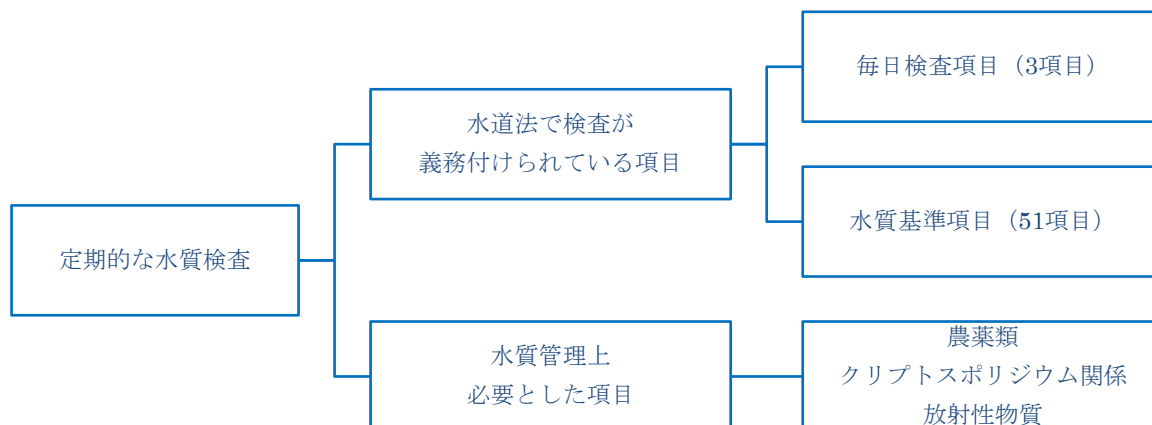 定期的な水質検査
水道法で検査が
義務付けられている項目
毎日検査項目（3項目）
水質基準項目（51項目）
水質管理上
必要とした項目
農薬類
クリプトスポリジウム関係
放射性物質